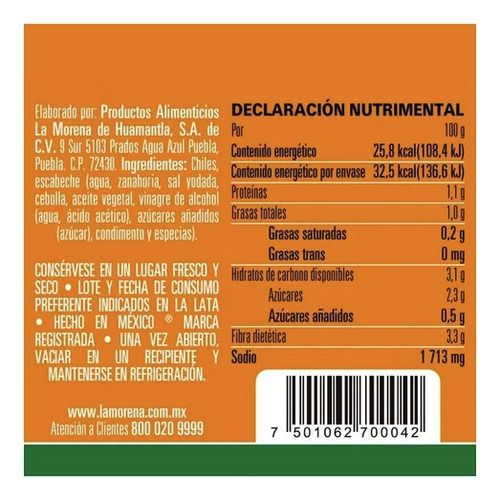 Elaborado por: Productos Alimenticios
La Morena de Huamantla, S.A. de
C.V. 9 Sur 5103 Prados Agua Azul Puebla,
Puebla. C.P. 72430. Ingredientes: Chiles,
escabeche (agua, zanahoria, sal yodada,
cebolla, aceite vegetal, vinagre de alcohol
(agua, ácido acético), azúcares añadidos
(azúcar), condimento y especias).
CONSÉRVESE EN UN LUGAR FRESCO Y
SECO • LOTE Y FECHA DE CONSUMO
PREFERENTE INDICADOS EN LA LATA
• HECHO EN MÉXICO ® MARCA
REGISTRADA • UNA VEZ ABIERTO,
VACIAR EN UN RECIPIENTE Y
MANTENERSE EN REFRIGERACIÓN.
www.lamorena.com.mx
Atención a Clientes 800 020 9999
DECLARACIÓN NUTRIMENTAL
Por 100 g
Contenido energético 25,8 kcal(108,4 kJ)
Contenido energético por envase 32,5 kcal(136,6 kJ)
Proteínas 1,1 g
Grasas totales 1,0 g
Grasas saturadas 0,2 g
Grasas trans 0 mg
Hidratos de carbono disponibles 3,1 g
Azúcares 2,3 g
Azúcares añadidos 0,5 g
Fibra dietética 3,3 g
Sodio 1 713 mg
7 501062 700042